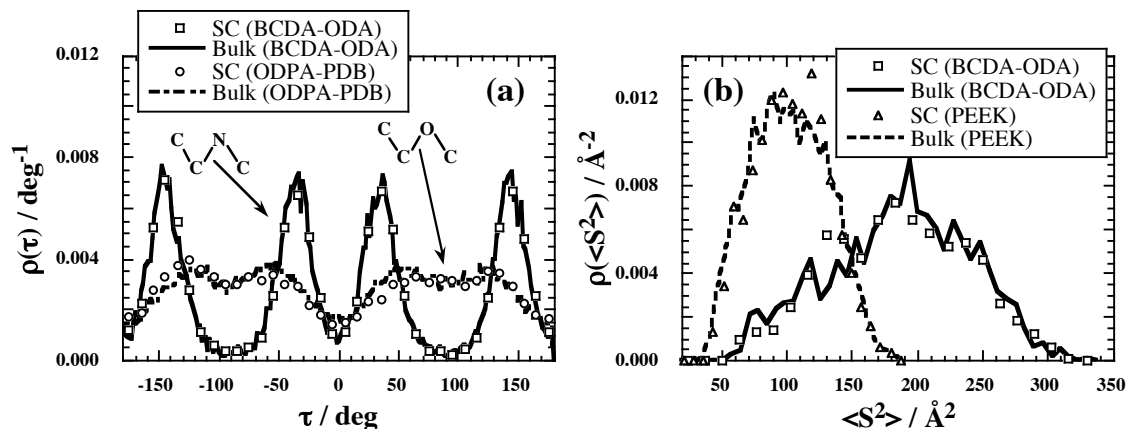 SC (BCDA-ODA)
Bulk (BCDA-ODA)
SC (ODPA-PDB)
Bulk (ODPA-PDB)
(a)
0.012
0.008
0.004
0.000
ρ(τ) / deg⁻¹
C N
C C
C O
C C
-150 -100 -50 0 50 100 150
τ / deg
SC (BCDA-ODA)
Bulk (BCDA-ODA)
SC (PEEK)
Bulk (PEEK)
(b)
0.012
0.008
0.004
0.000
ρ(<S²>) / Å⁻²
50 100 150 200 250 300 350
<S²> / Å²